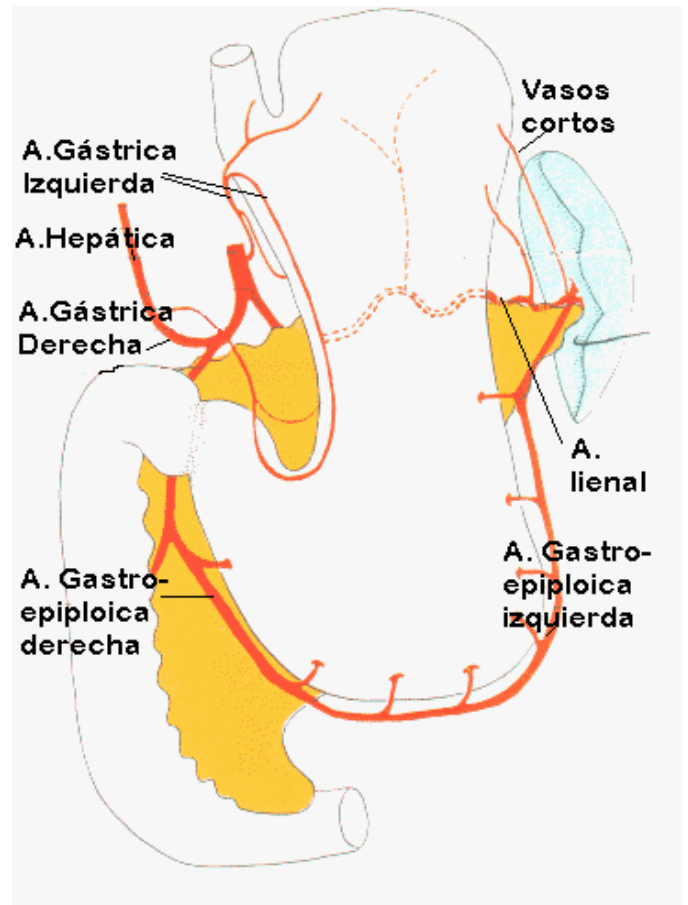 Vasos
cortos
A.Gástrica
Izquierda
A.Hepática
A.Gástrica
Derecha
A.
lienal
A. Gastro-
epiploica
derecha
A. Gastro-
epiploica
izquierda